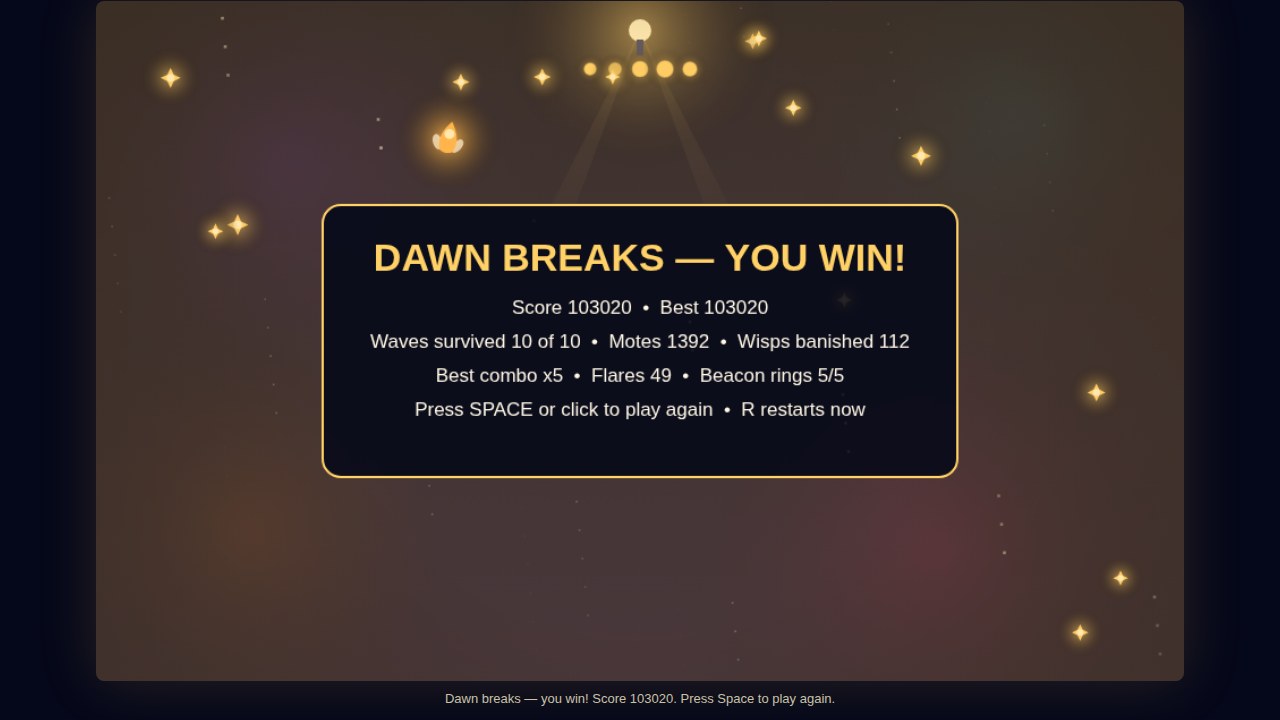 DAWN BREAKS — YOU WIN!
Score 103020 • Best 103020
Waves survived 10 of 10 • Motes 1392 • Wisps banished 112
Best combo x5 • Flares 49 • Beacon rings 5/5
Press SPACE or click to play again • R restarts now
Dawn breaks — you win! Score 103020. Press Space to play again.